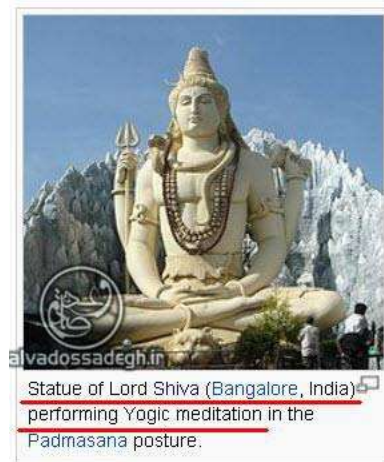 alvadossadegh.ir
Statue of Lord Shiva (Bangalore, India)
performing Yogic meditation in the
Padmasana posture.